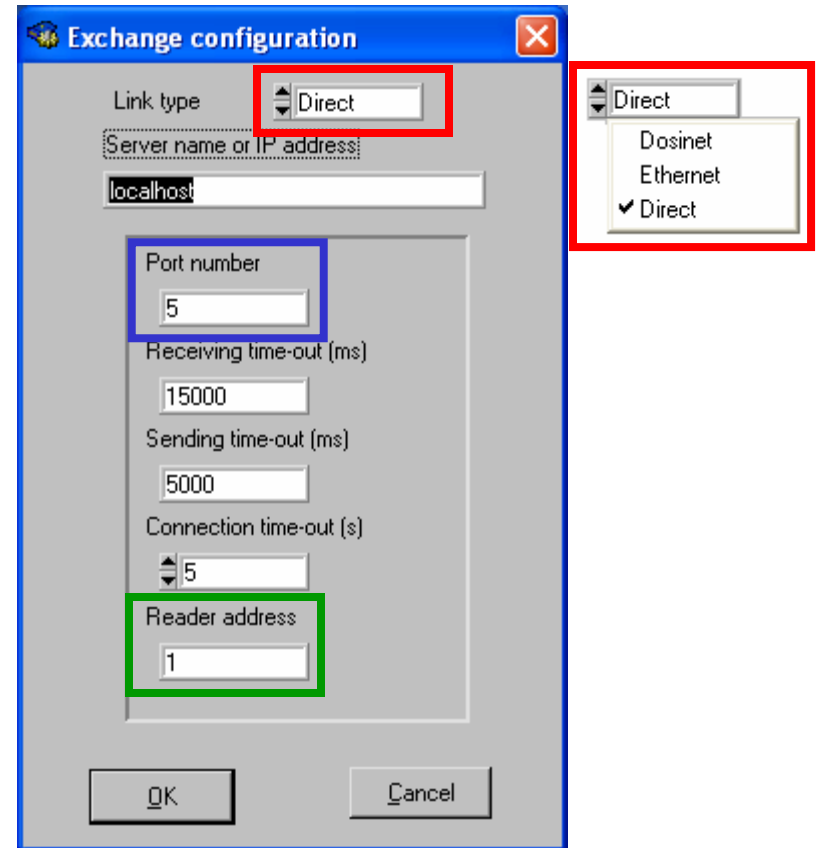 Exchange configuration
Link type
Direct
Server name or IP address
localhost
Port number
5
Receiving time-out (ms)
15000
Sending time-out (ms)
5000
Connection time-out (s)
5
Reader address
1
OK
Cancel
Direct
Dosinet
Ethernet
Direct